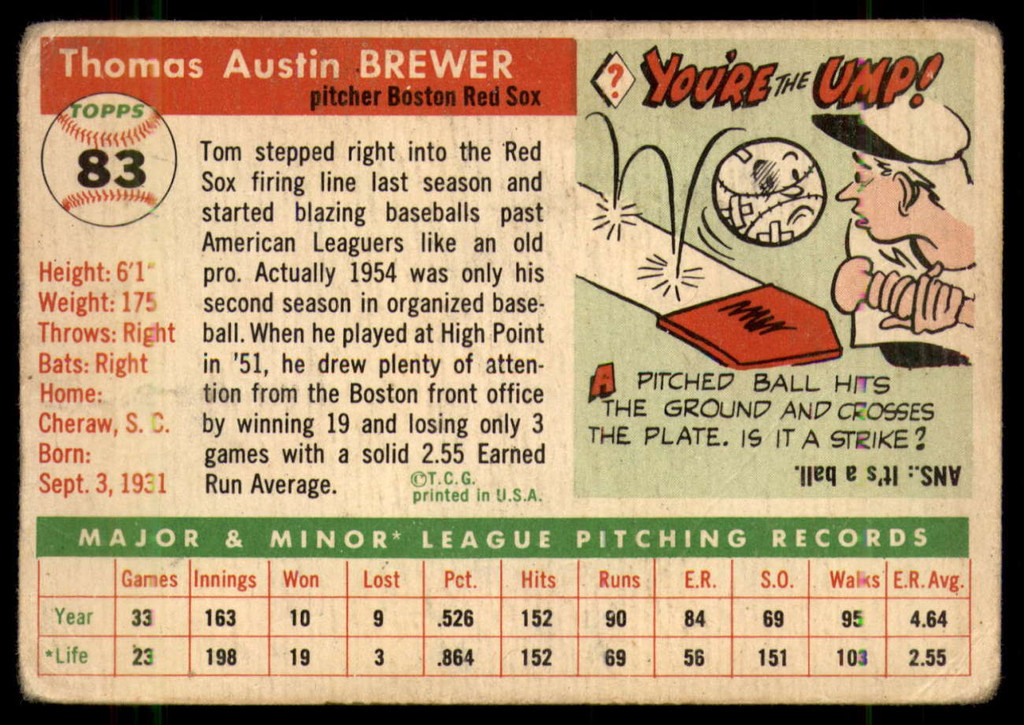 Thomas Austin BREWER
pitcher Boston Red Sox
TOPPS
83
Height: 6'1"
Weight: 175
Throws: Right
Bats: Right
Home:
Cheraw, S. C.
Born:
Sept. 3, 1931
Tom stepped right into the Red
Sox firing line last season and
started blazing baseballs past
American Leaguers like an old
pro. Actually 1954 was only his
second season in organized base-
ball. When he played at High Point
in '51, he drew plenty of atten-
tion from the Boston front office
by winning 19 and losing only 3
games with a solid 2.55 Earned
Run Average.
©T.C.G.
printed in U.S.A.
? YOU'RE THE UMP!
A PITCHED BALL HITS
THE GROUND AND CROSSES
THE PLATE. IS IT A STRIKE?
ANS.: It's a ball.
MAJOR & MINOR* LEAGUE PITCHING RECORDS
Games Innings Won Lost Pct. Hits Runs E.R. S.O. Walks E.R. Avg.
Year 33 163 10 9 .526 152 90 84 69 95 4.64
*Life 23 198 19 3 .864 152 69 56 151 103 2.55